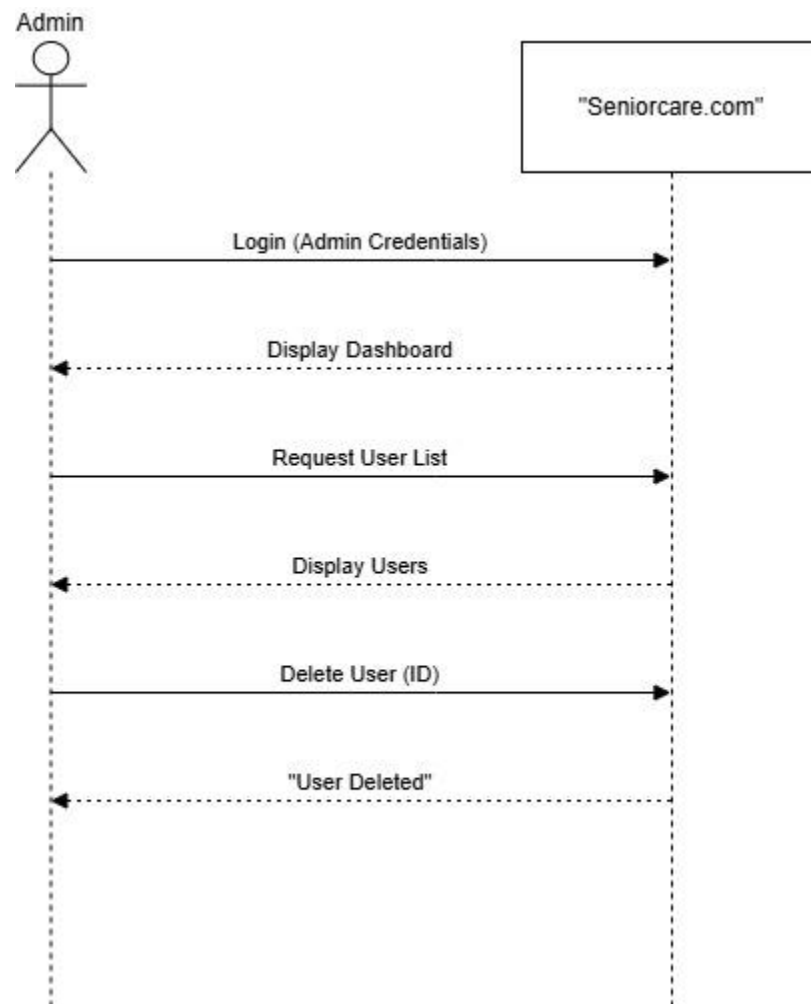 Admin
"Seniorcare.com"
Login (Admin Credentials)
Display Dashboard
Request User List
Display Users
Delete User (ID)
"User Deleted"